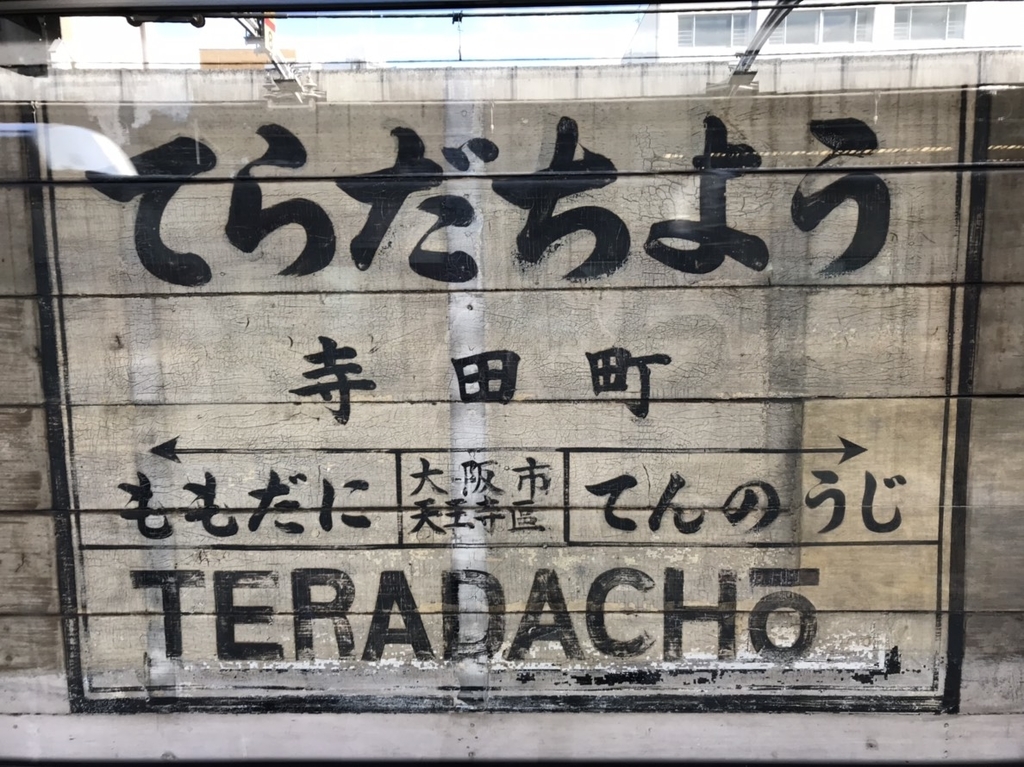 てらだちよう
寺田町
ももだに
大阪市
天王寺区
てんのうじ
TERADACHŌ